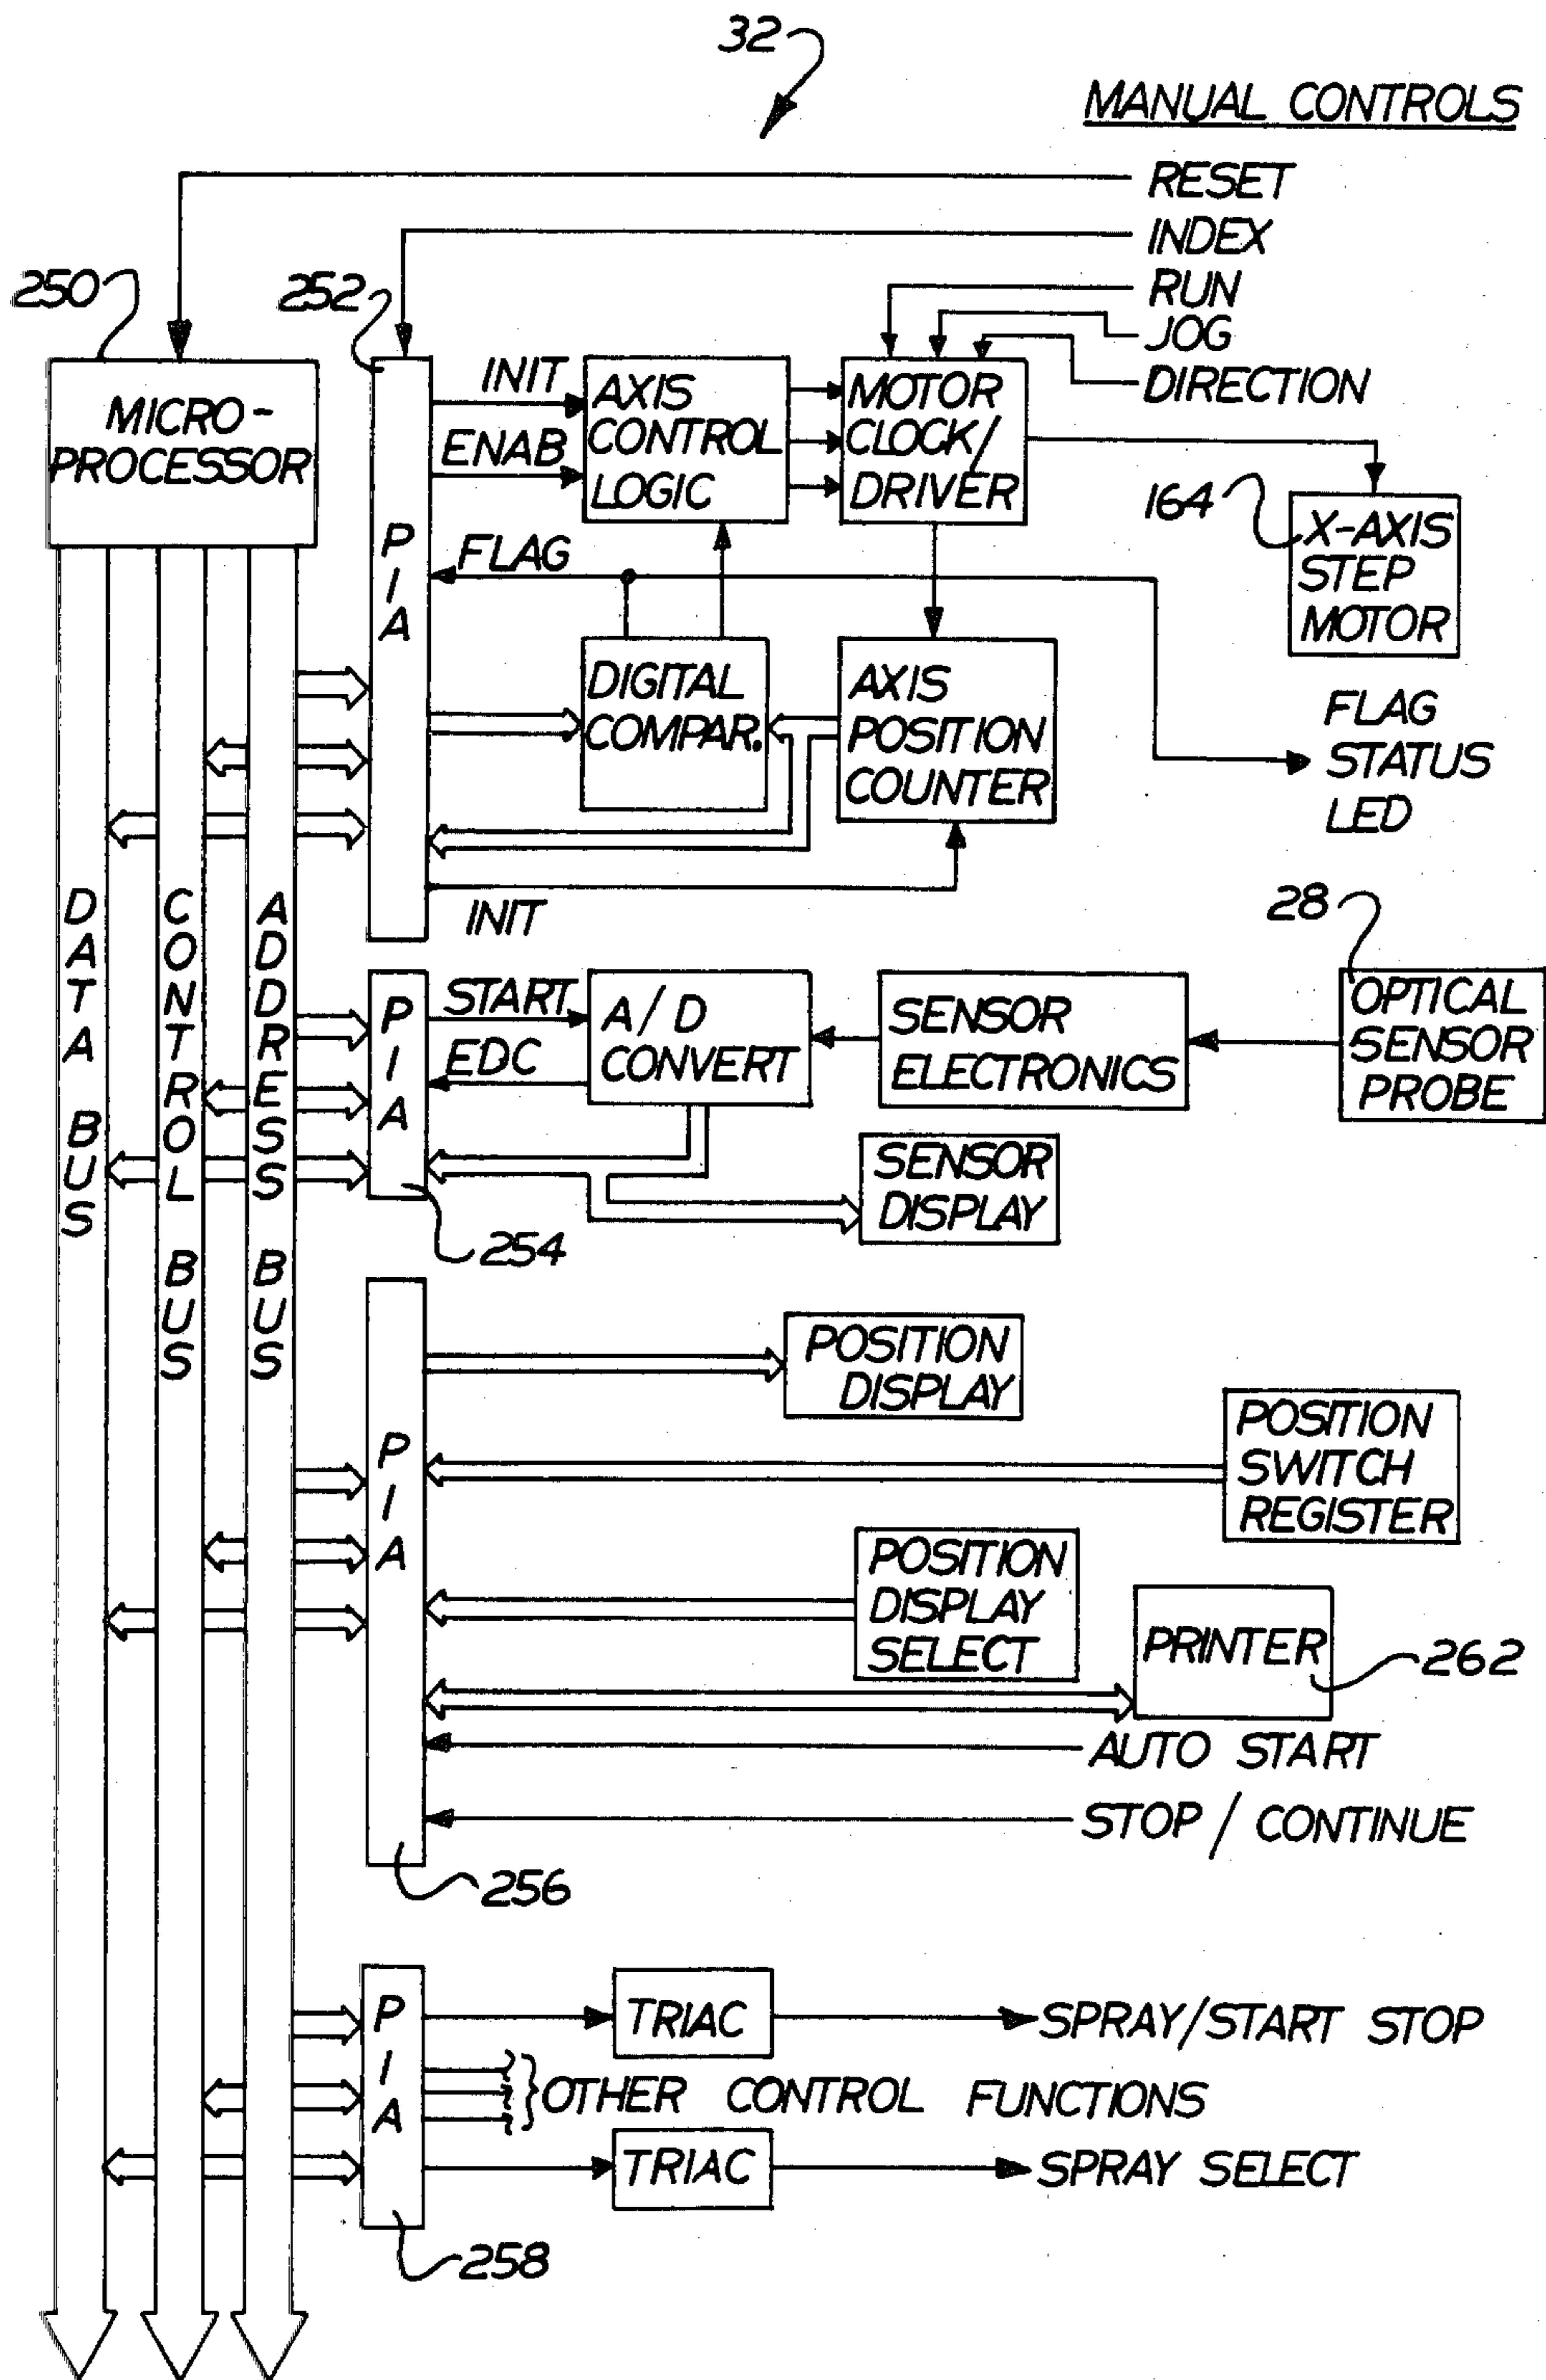 32
MANUAL CONTROLS
RESET
INDEX
RUN
JOG
DIRECTION
250
252
MICRO-
PROCESSOR
PIA
INIT
ENAB
FLAG
AXIS
CONTROL
LOGIC
MOTOR
CLOCK/
DRIVER
164
X-AXIS
STEP
MOTOR
DIGITAL
COMPAR.
AXIS
POSITION
COUNTER
FLAG
STATUS
LED
INIT
DATA BUS
CONTROL BUS
ADDRESS BUS
28
PIA
START
EDC
A/D
CONVERT
SENSOR
ELECTRONICS
OPTICAL
SENSOR
PROBE
SENSOR
DISPLAY
254
PIA
POSITION
DISPLAY
POSITION
SWITCH
REGISTER
POSITION
DISPLAY
SELECT
PRINTER
262
AUTO START
STOP / CONTINUE
256
PIA
TRIAC
SPRAY/START STOP
OTHER CONTROL FUNCTIONS
TRIAC
SPRAY SELECT
258